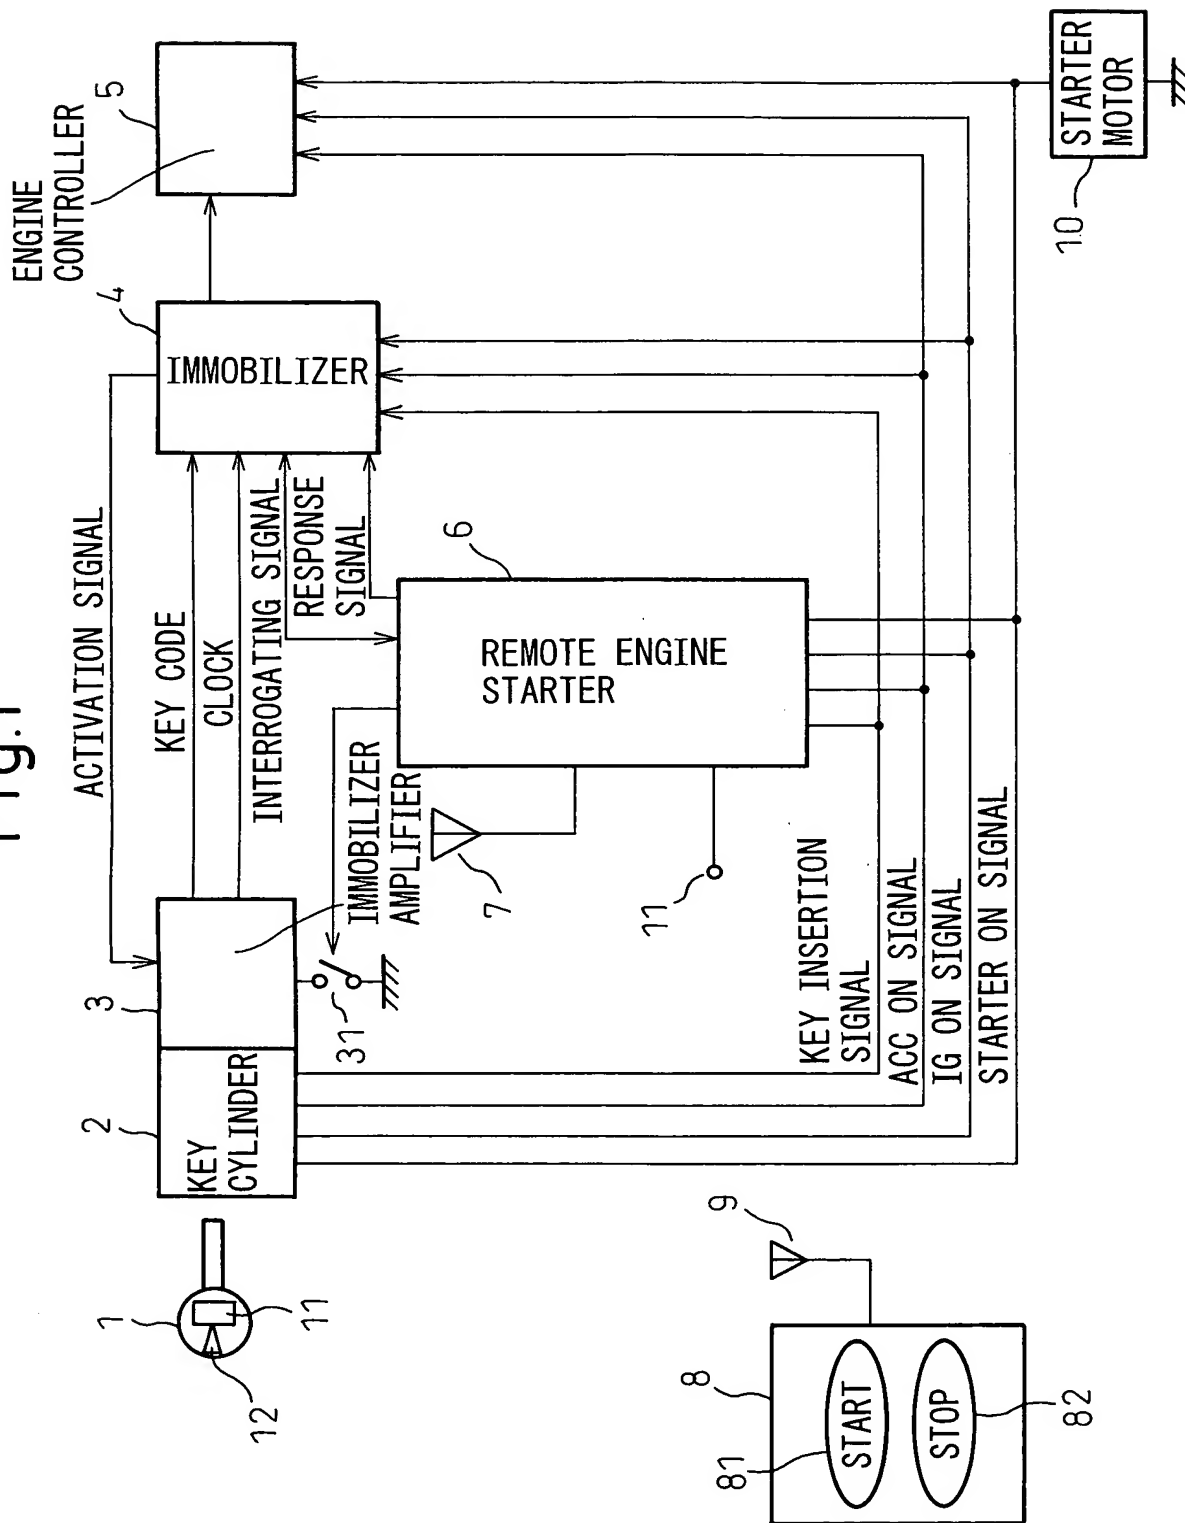 Fig.1
ENGINE
CONTROLLER
5
4
IMMOBILIZER
ACTIVATION SIGNAL
KEY CODE
CLOCK
INTERROGATING SIGNAL
RESPONSE
SIGNAL
3
2
KEY
CYLINDER
1
11
12
31
IMMOBILIZER
AMPLIFIER
6
REMOTE ENGINE
STARTER
7
11
KEY INSERTION
SIGNAL
ACC ON SIGNAL
IG ON SIGNAL
STARTER ON SIGNAL
STARTER
MOTOR
10
8
9
START
81
STOP
82